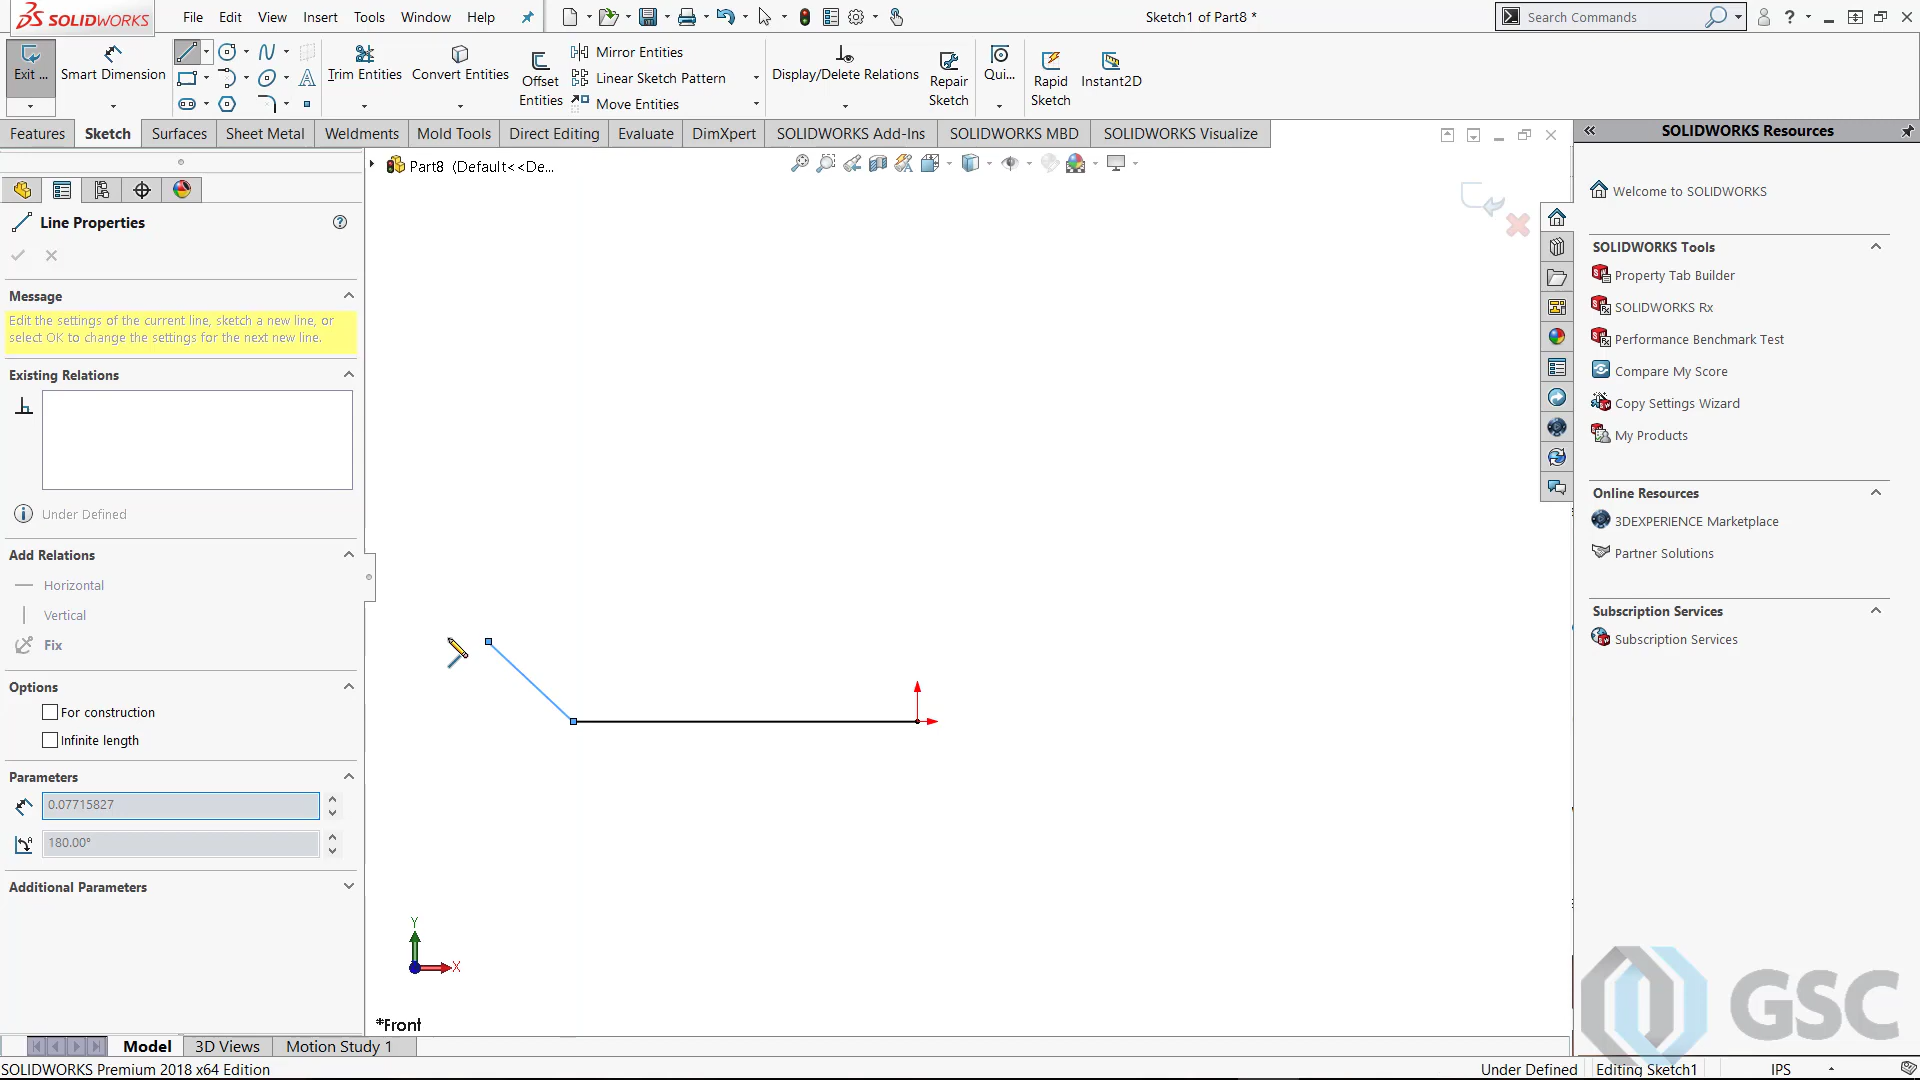 SOLIDWORKS
File Edit View Insert Tools Window Help
Sketch1 of Part8 *
Search Commands
Exit ...
Smart Dimension
Trim Entities
Convert Entities
Offset Entities
Mirror Entities
Linear Sketch Pattern
Move Entities
Display/Delete Relations
Repair Sketch
Qui...
Rapid Sketch
Instant2D
Features Sketch Surfaces Sheet Metal Weldments Mold Tools Direct Editing Evaluate DimXpert SOLIDWORKS Add-Ins SOLIDWORKS MBD SOLIDWORKS Visualize
Part8 (Default<<De...
Line Properties
Message
Edit the settings of the current line, sketch a new line, or
select OK to change the settings for the next new line.
Existing Relations
Under Defined
Add Relations
Horizontal
Vertical
Fix
Options
For construction
Infinite length
Parameters
0.07715827
180.00°
Additional Parameters
Y
X
*Front
SOLIDWORKS Resources
Welcome to SOLIDWORKS
SOLIDWORKS Tools
Property Tab Builder
SOLIDWORKS Rx
Performance Benchmark Test
Compare My Score
Copy Settings Wizard
My Products
Online Resources
3DEXPERIENCE Marketplace
Partner Solutions
Subscription Services
Subscription Services
GSC
Model 3D Views Motion Study 1
SOLIDWORKS Premium 2018 x64 Edition
Under Defined Editing Sketch1 IPS